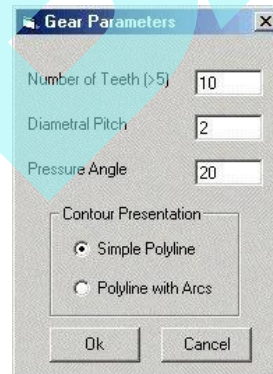 Gear Parameters
Number of Teeth (>5) 10
Diametral Pitch 2
Pressure Angle 20
Contour Presentation
Simple Polyline
Polyline with Arcs
Ok Cancel